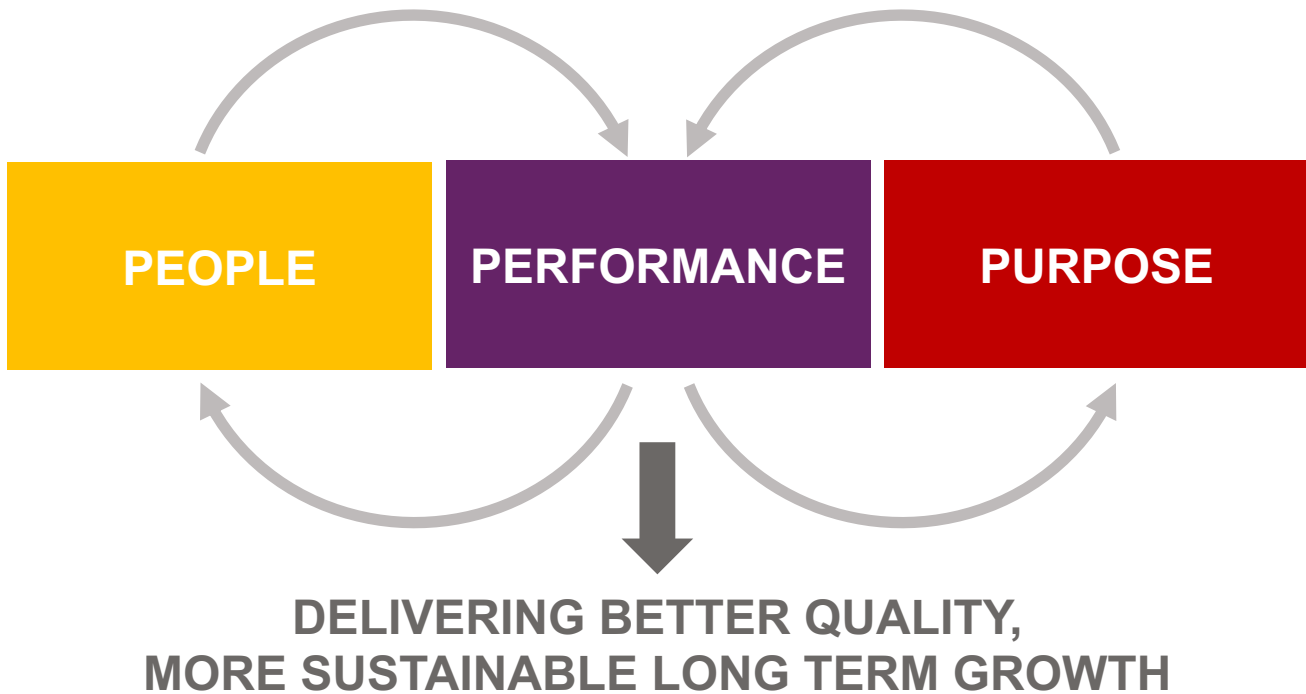 PEOPLE
PERFORMANCE
PURPOSE
DELIVERING BETTER QUALITY,
MORE SUSTAINABLE LONG TERM GROWTH